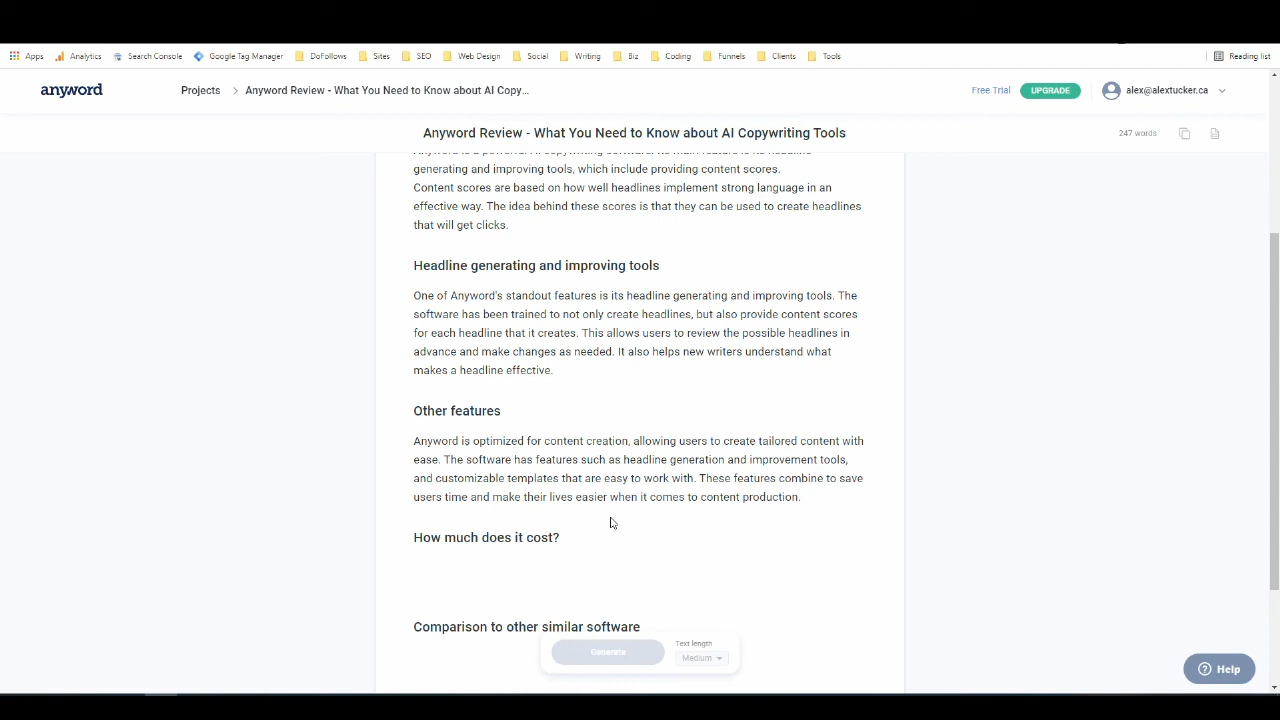 Apps Analytics Search Console Google Tag Manager DoFollows Sites SEO Web Design Social Writing Biz Coding Funnels Clients Tools Reading list
anyword Projects > Anyword Review - What You Need to Know about AI Copy... Free Trial UPGRADE alex@alextucker.ca
Anyword Review - What You Need to Know about AI Copywriting Tools 247 words
generating and improving tools, which include providing content scores.
Content scores are based on how well headlines implement strong language in an
effective way. The idea behind these scores is that they can be used to create headlines
that will get clicks.
Headline generating and improving tools
One of Anyword's standout features is its headline generating and improving tools. The
software has been trained to not only create headlines, but also provide content scores
for each headline that it creates. This allows users to review the possible headlines in
advance and make changes as needed. It also helps new writers understand what
makes a headline effective.
Other features
Anyword is optimized for content creation, allowing users to create tailored content with
ease. The software has features such as headline generation and improvement tools,
and customizable templates that are easy to work with. These features combine to save
users time and make their lives easier when it comes to content production.
How much does it cost?
Comparison to other similar software
Generate Text length
Medium
Help